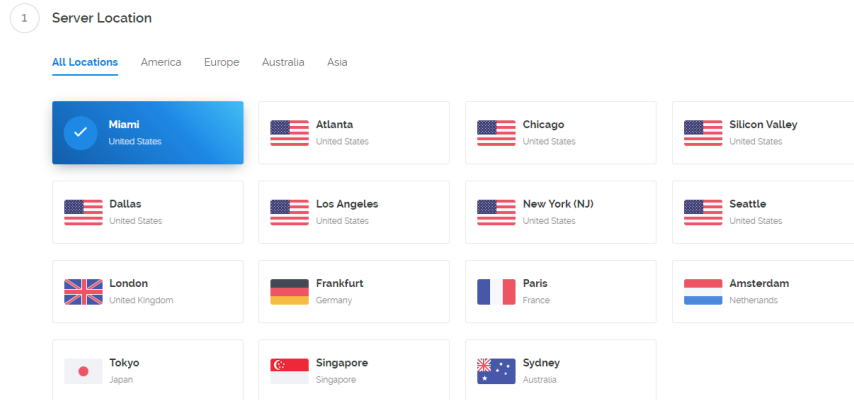 1 Server Location
All Locations America Europe Australia Asia
Miami
United States
Atlanta
United States
Chicago
United States
Silicon Valley
United States
Dallas
United States
Los Angeles
United States
New York (NJ)
United States
Seattle
United States
London
United Kingdom
Frankfurt
Germany
Paris
France
Amsterdam
Netherlands
Tokyo
Japan
Singapore
Singapore
Sydney
Australia